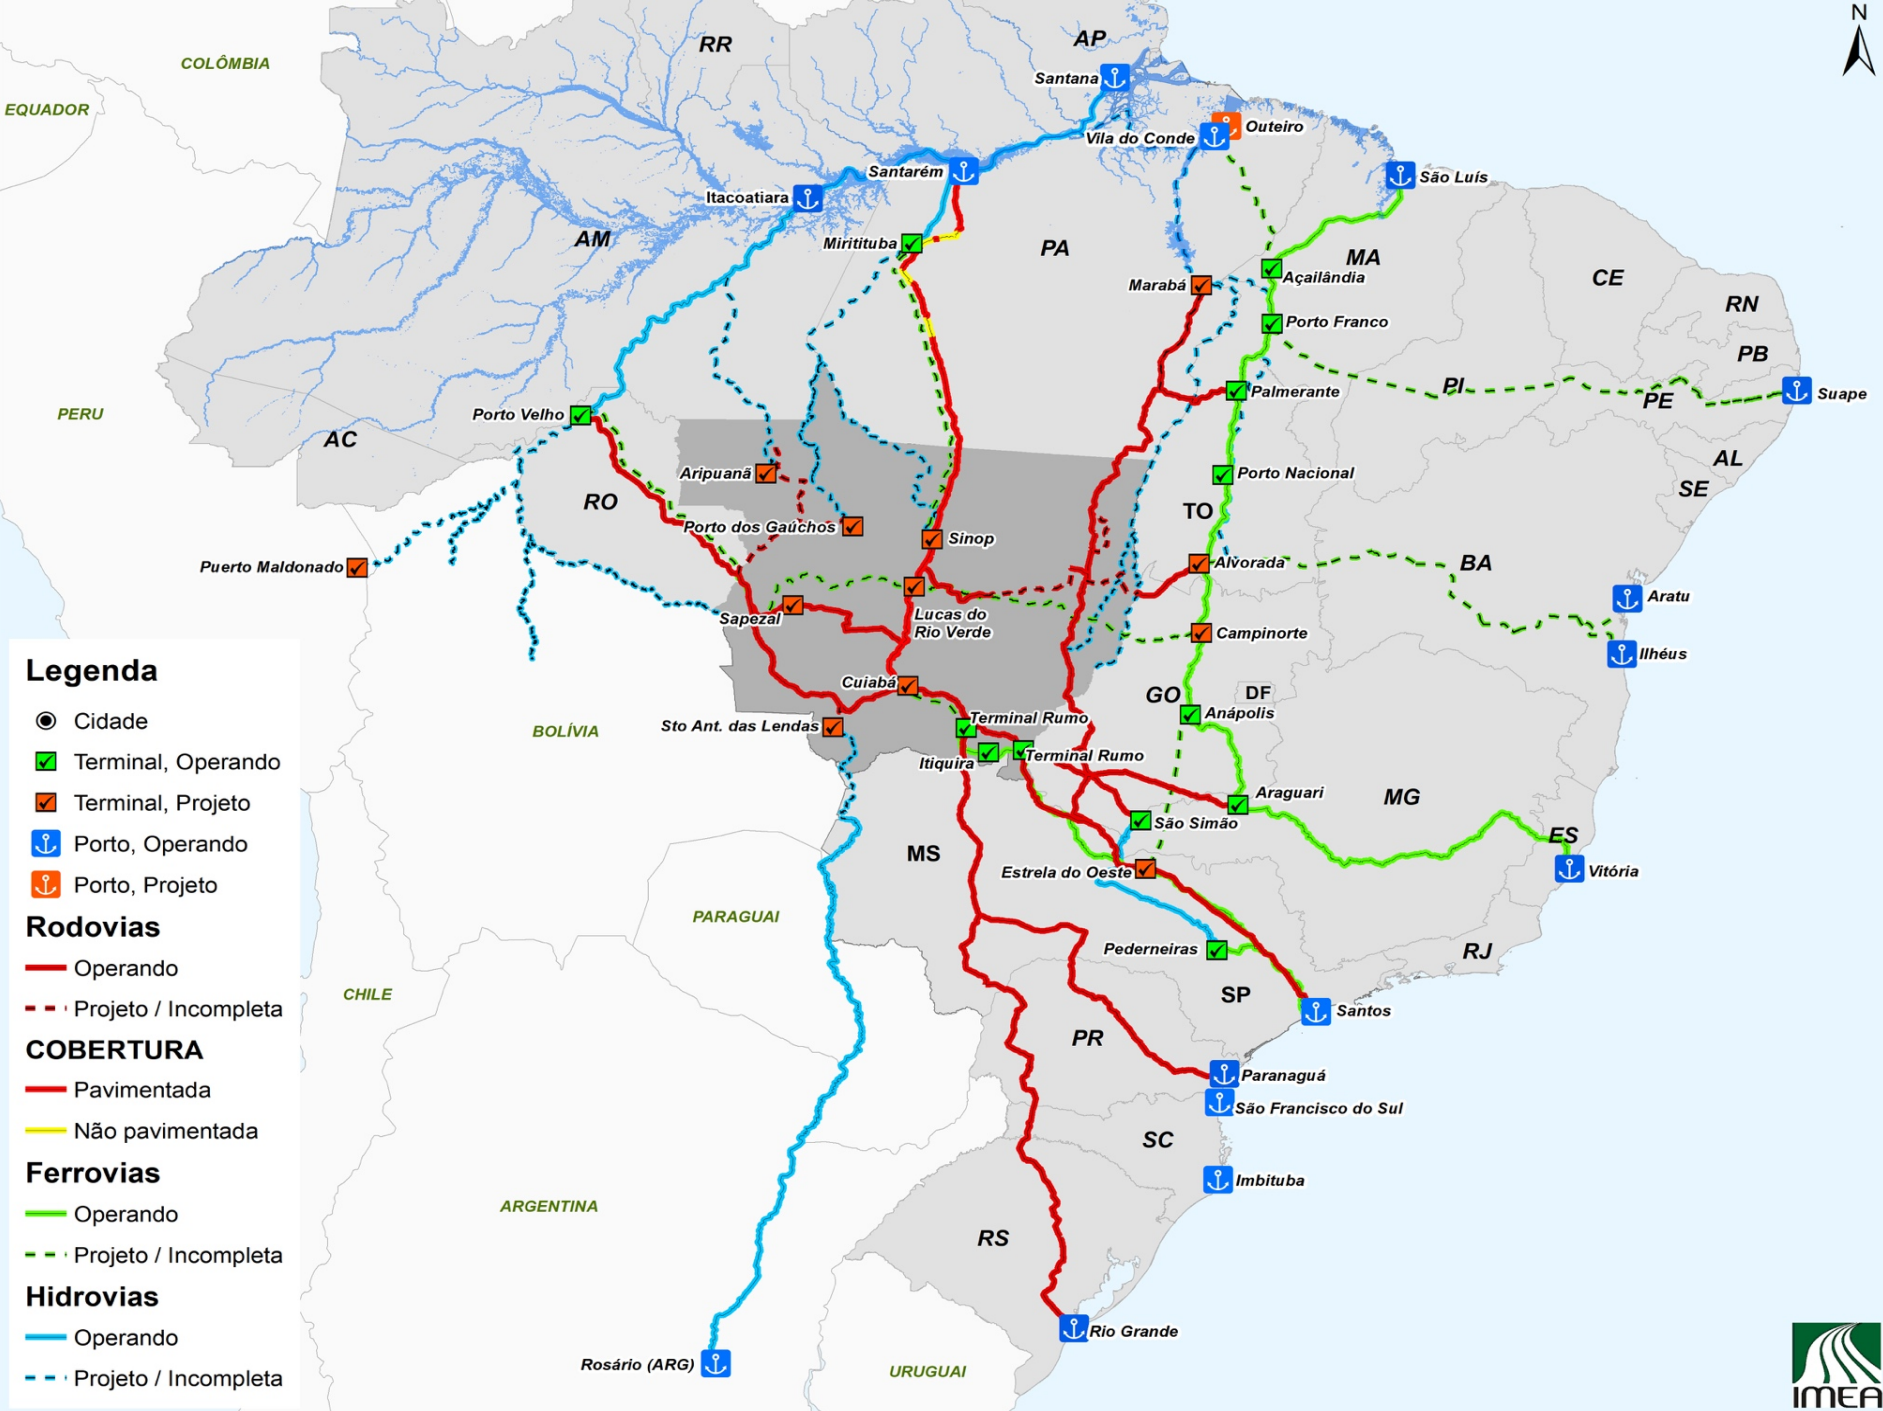 N
COLÔMBIA
RR
AP
Santana
EQUADOR
Outeiro
Vila do Conde
Santarém
São Luís
Itacoatiara
AM
Miritituba
PA
MA
Açailândia
CE
Marabá
RN
Porto Franco
PB
PI
Palmerante
Suape
PE
PERU
Porto Velho
AC
AL
Aripuanã
Porto Nacional
SE
RO
TO
Porto dos Gaúchos
Sinop
Puerto Maldonado
Alvorada
BA
Aratu
Sapezal
Lucas do
Rio Verde
Campinorte
Ilhéus
Cuiabá
GO
DF
Anápolis
Sto Ant. das Lendas
BOLÍVIA
Terminal Rumo
Itiquira
Terminal Rumo
Araguari
MG
São Simão
ES
MS
Estrela do Oeste
Vitória
PARAGUAI
Pederneiras
RJ
CHILE
SP
Santos
PR
Paranaguá
São Francisco do Sul
SC
Imbituba
ARGENTINA
RS
Rio Grande
Rosário (ARG)
URUGUAI
Legenda
Cidade
Terminal, Operando
Terminal, Projeto
Porto, Operando
Porto, Projeto
Rodovias
Operando
Projeto / Incompleta
COBERTURA
Pavimentada
Não pavimentada
Ferrovias
Operando
Projeto / Incompleta
Hidrovias
Operando
Projeto / Incompleta
IMEA